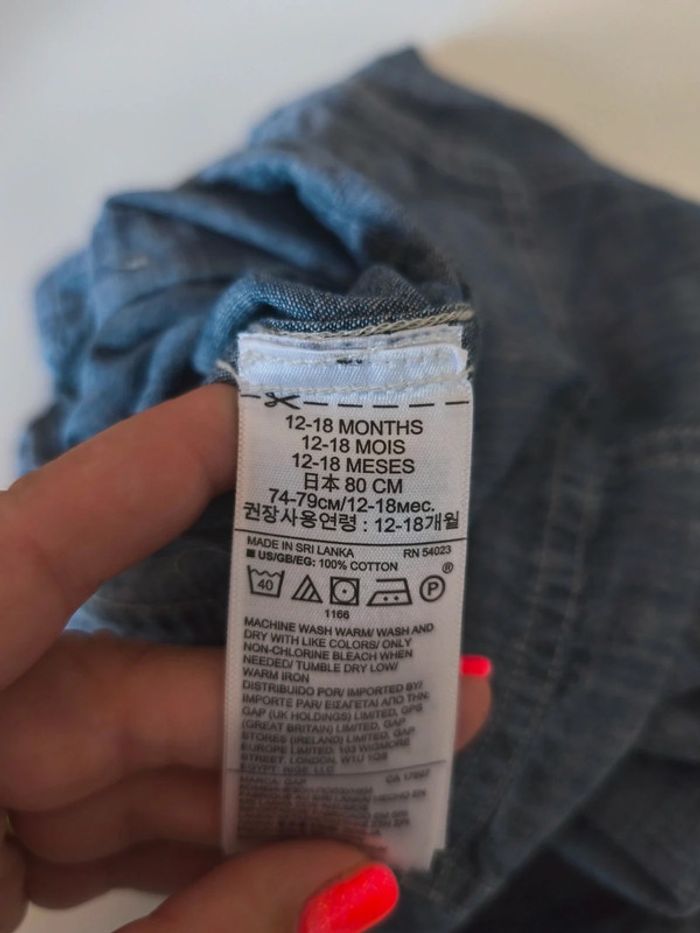 12-18 MONTHS
12-18 MOIS
12-18 MESES
日本 80 CM
74-79СМ/12-18мес.
권장사용연령 : 12-18개월
MADE IN SRI LANKA RN 54023
US/GB/EG: 100% COTTON
®
40 P
1166
MACHINE WASH WARM/ WASH AND
DRY WITH LIKE COLORS/ ONLY
NON-CHLORINE BLEACH WHEN
NEEDED/ TUMBLE DRY LOW/
WARM IRON
DISTRIBUIDO POR/ IMPORTED BY/
IMPORTE PAR/ ΕΙΣΑΓΕΤΑΙ ΑΠΟ ΤΗΝ:
GAP (UK HOLDINGS) LIMITED, GPS
(GREAT BRITAIN) LIMITED, GAP
STORES (IRELAND) LIMITED, GAP
EUROPE LIMITED: 103 WIGMORE
STREET, LONDON, W1U 1QS